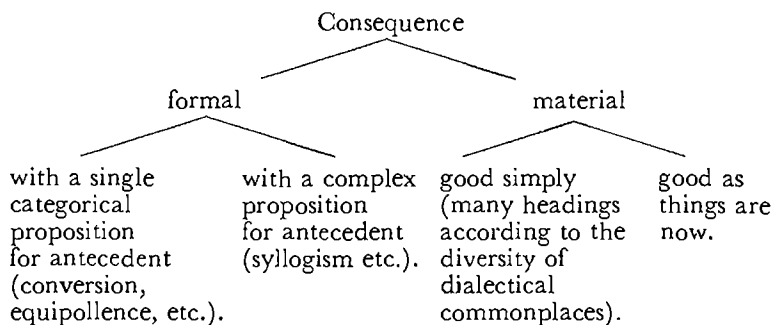 Consequence
formal
material
with a single
categorical
proposition
for antecedent
(conversion,
equipollence, etc.).
with a complex
proposition
for antecedent
(syllogism etc.).
good simply
(many headings
according to the
diversity of
dialectical
commonplaces).
good as
things are
now.